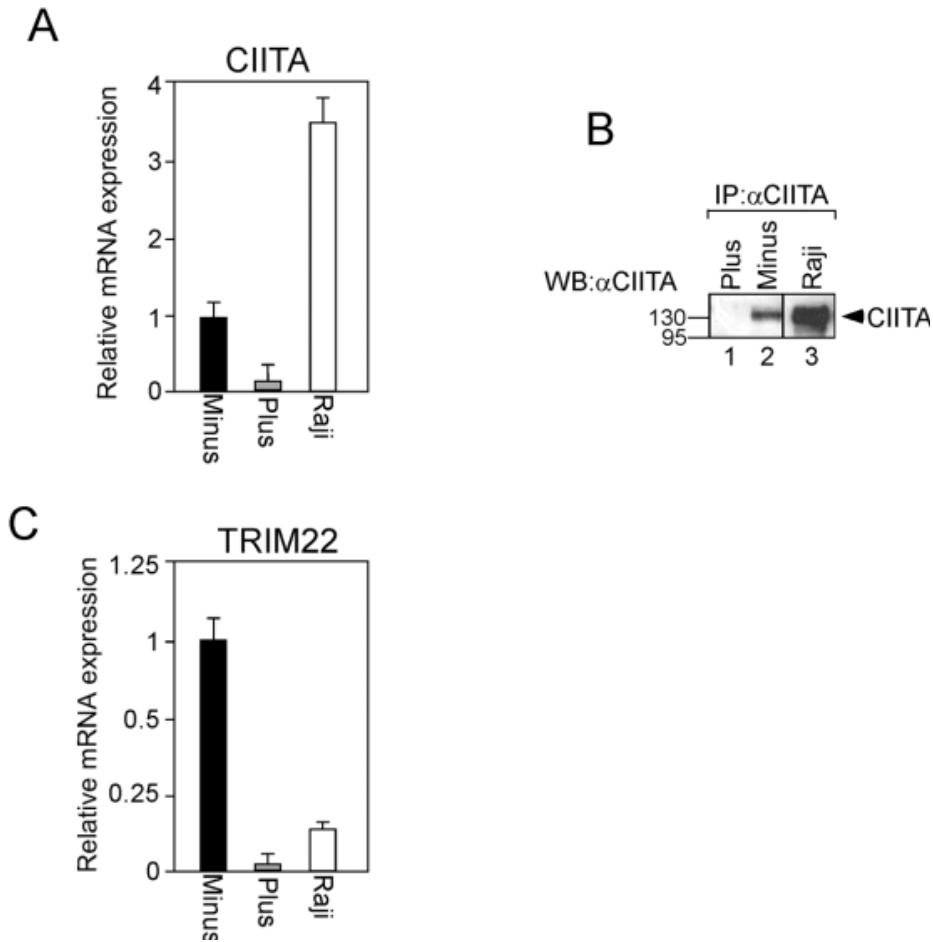 A
CIITA
Relative mRNA expression
4
3
2
1
0
Minus
Plus
Raji
B
IP:αCIITA
Plus
Minus
Raji
WB:αCIITA
130
95
CIITA
1 2 3
C
TRIM22
Relative mRNA expression
1.25
1
0.5
0.25
0
Minus
Plus
Raji